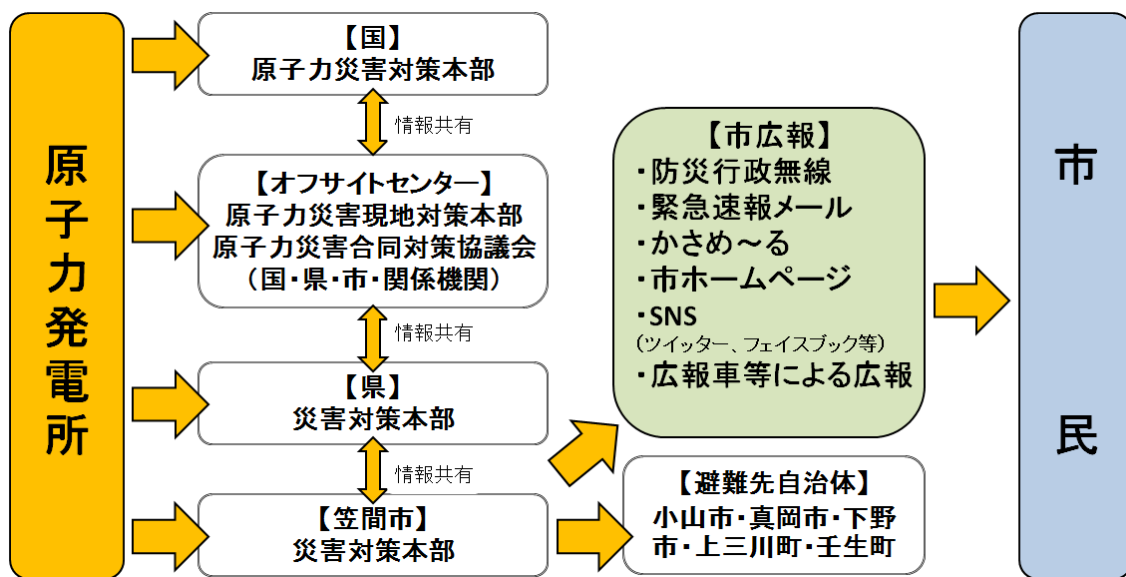 原子力発電所
【国】
原子力災害対策本部
情報共有
【オフサイトセンター】
原子力災害現地対策本部
原子力災害合同対策協議会
（国・県・市・関係機関）
情報共有
【県】
災害対策本部
情報共有
【笠間市】
災害対策本部
【市広報】
・防災行政無線
・緊急速報メール
・かさめ～る
・市ホームページ
・SNS
（ツイッター、フェイスブック等）
・広報車等による広報
【避難先自治体】
小山市・真岡市・下野
市・上三川町・壬生町
市民